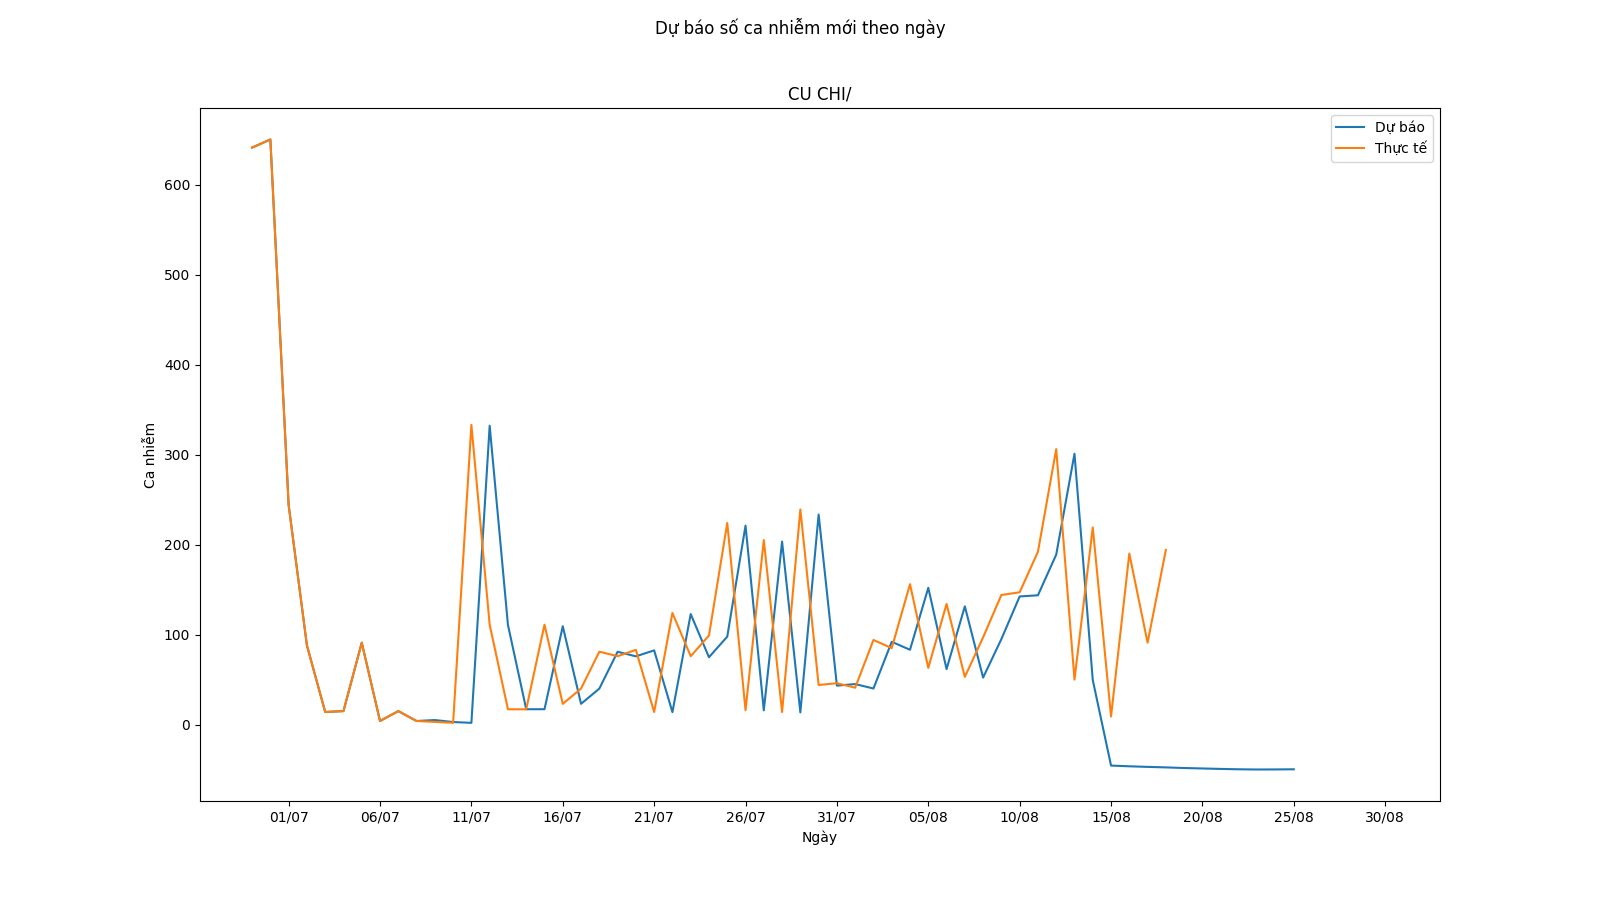 Dự báo số ca nhiễm mới theo ngày
CU CHI/
Dự báo
Thực tế
600
500
400
300
200
100
0
Ca nhiễm
01/07 06/07 11/07 16/07 21/07 26/07 31/07 05/08 10/08 15/08 20/08 25/08 30/08
Ngày